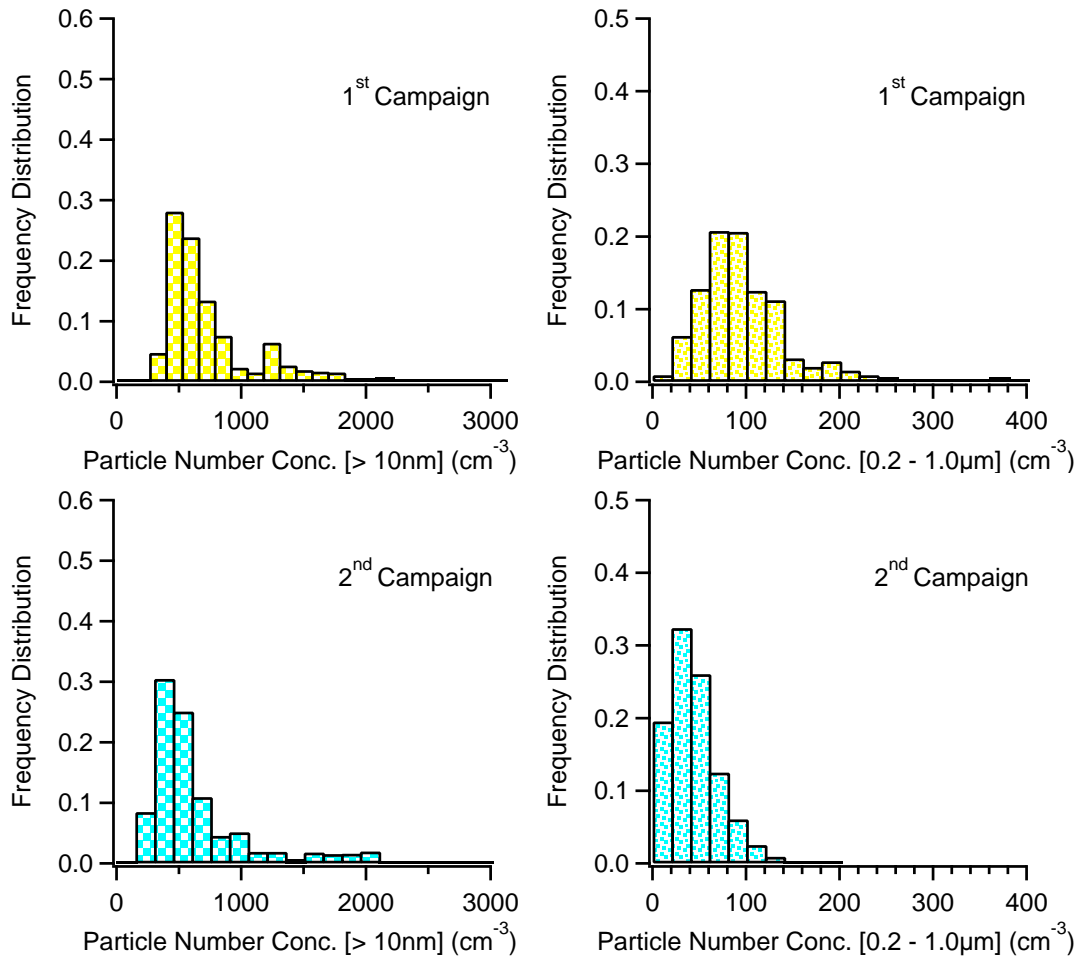 0.6
0.5
0.4
0.3
0.2
0.1
0.0
Frequency Distribution
1st Campaign
0 1000 2000 3000
Particle Number Conc. [> 10nm] (cm-3)
0.5
0.4
0.3
0.2
0.1
0.0
Frequency Distribution
1st Campaign
0 100 200 300 400
Particle Number Conc. [0.2 - 1.0µm] (cm-3)
0.6
0.5
0.4
0.3
0.2
0.1
0.0
Frequency Distribution
2nd Campaign
0 1000 2000 3000
Particle Number Conc. [> 10nm] (cm-3)
0.5
0.4
0.3
0.2
0.1
0.0
Frequency Distribution
2nd Campaign
0 100 200 300 400
Particle Number Conc. [0.2 - 1.0µm] (cm-3)